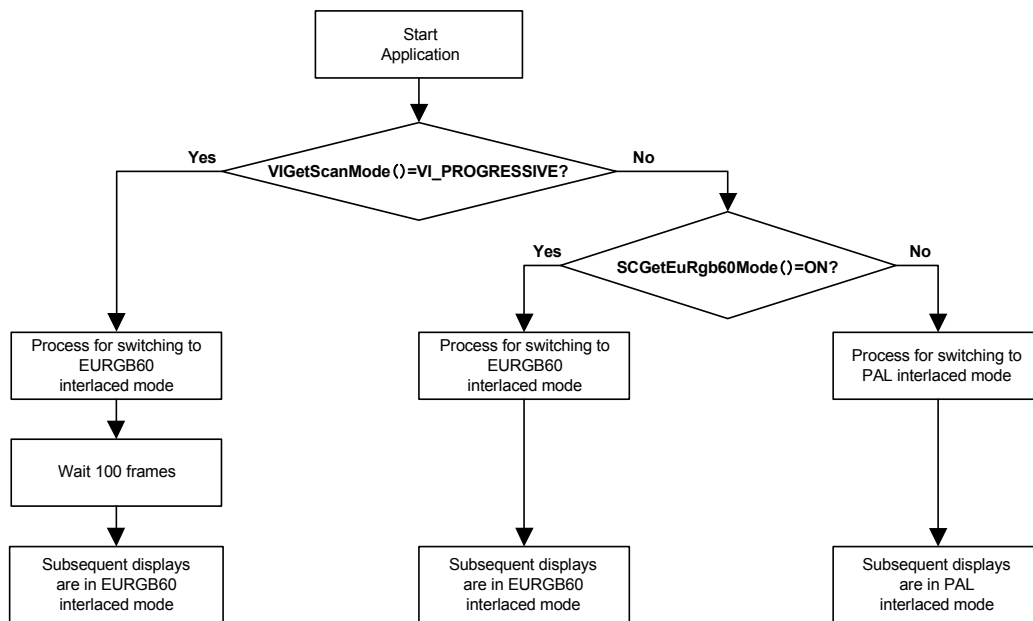 Start
Application
Yes
VIGetScanMode()=VI_PROGRESSIVE?
No
Yes
SCGetEuRgb60Mode()=ON?
No
Process for switching to
EURGB60
interlaced mode
Process for switching to
EURGB60
interlaced mode
Process for switching to
PAL interlaced mode
Wait 100 frames
Subsequent displays
are in EURGB60
interlaced mode
Subsequent displays
are in EURGB60
interlaced mode
Subsequent displays
are in PAL
interlaced mode